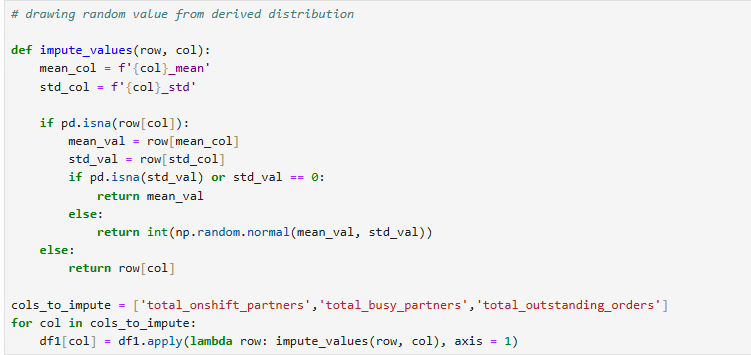 # drawing random value from derived distribution

def impute_values(row, col):
    mean_col = f'{col}_mean'
    std_col = f'{col}_std'

    if pd.isna(row[col]):
        mean_val = row[mean_col]
        std_val = row[std_col]
        if pd.isna(std_val) or std_val == 0:
            return mean_val
        else:
            return int(np.random.normal(mean_val, std_val))
    else:
        return row[col]

cols_to_impute = ['total_onshift_partners','total_busy_partners','total_outstanding_orders']
for col in cols_to_impute:
    df1[col] = df1.apply(lambda row: impute_values(row, col), axis = 1)